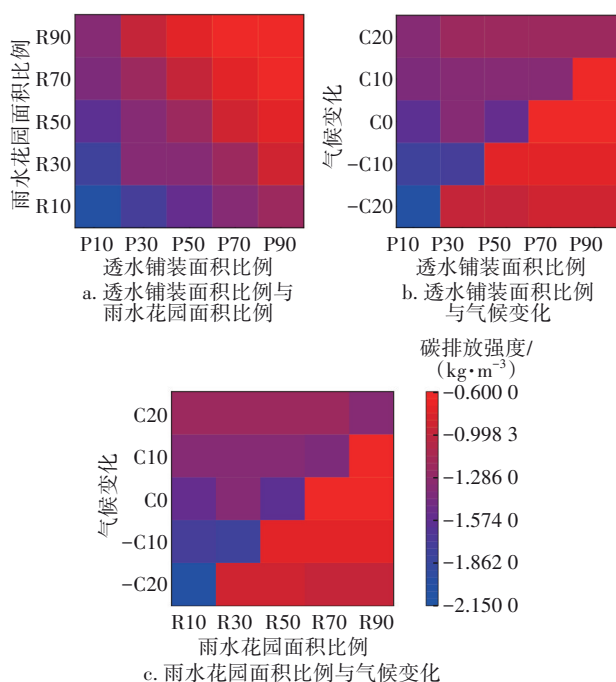 雨水花园面积比例
R90
R70
R50
R30
R10
P10 P30 P50 P70 P90
透水铺装面积比例
a. 透水铺装面积比例与
雨水花园面积比例
气候变化
C20
C10
C0
-C10
-C20
P10 P30 P50 P70 P90
透水铺装面积比例
b. 透水铺装面积比例
与气候变化
气候变化
C20
C10
C0
-C10
-C20
R10 R30 R50 R70 R90
雨水花园面积比例
c. 雨水花园面积比例与气候变化
碳排放强度/
(kg·m⁻³)
-0.600 0
-0.998 3
-1.286 0
-1.574 0
-1.862 0
-2.150 0